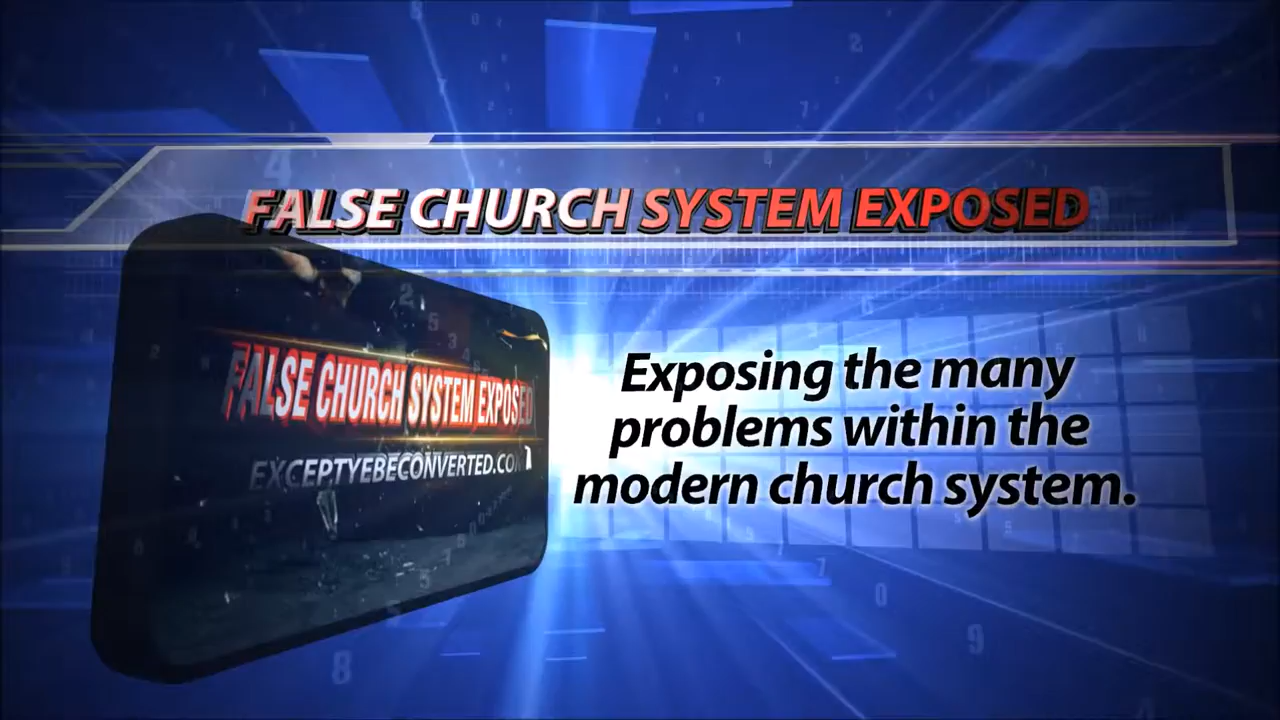 FALSE CHURCH SYSTEM EXPOSED
FALSE CHURCH SYSTEM EXPOSED
EXCEPTYEBECONVERTED.COM
Exposing the many
problems within the
modern church system.